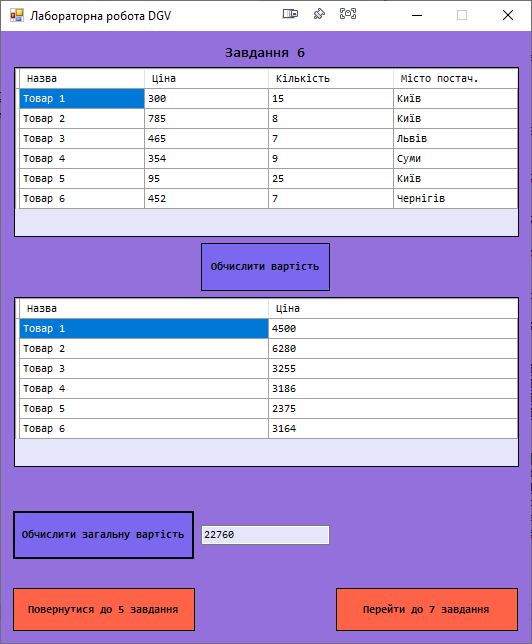 Лабораторна робота DGV
Завдання 6
Назва Ціна Кількість Місто постач.
Товар 1 300 15 Київ
Товар 2 785 8 Київ
Товар 3 465 7 Львів
Товар 4 354 9 Суми
Товар 5 95 25 Київ
Товар 6 452 7 Чернігів
Обчислити вартість
Назва Ціна
Товар 1 4500
Товар 2 6280
Товар 3 3255
Товар 4 3186
Товар 5 2375
Товар 6 3164
Обчислити загальну вартість 22760
Повернутися до 5 завдання Перейти до 7 завдання